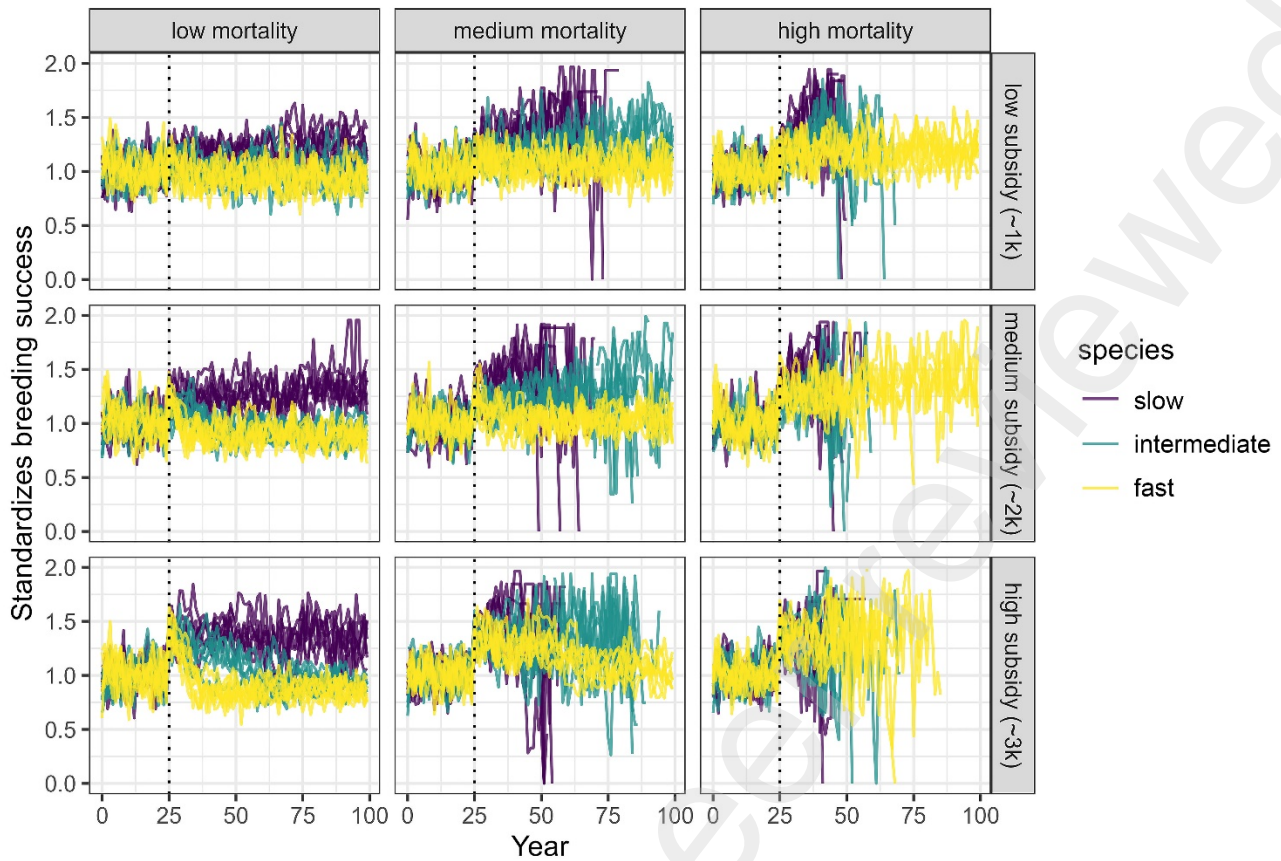 low mortality
medium mortality
high mortality
Standardizes breeding success
2.0
1.5
1.0
0.5
0.0
low subsidy (~1k)
2.0
1.5
1.0
0.5
0.0
medium subsidy (~2k)
2.0
1.5
1.0
0.5
0.0
high subsidy (~3k)
0 25 50 75 100
0 25 50 75 100
0 25 50 75 100
Year
species
slow
intermediate
fast
eer reviewed